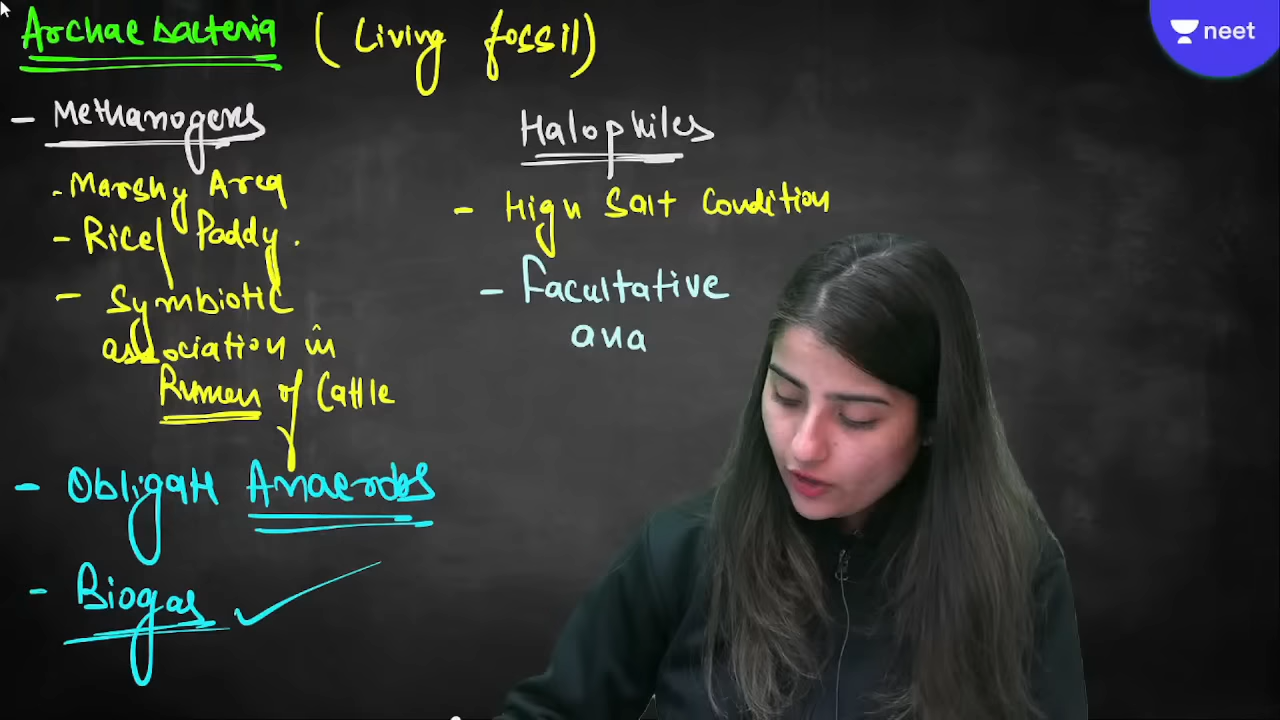 Archaebacteria (Living fossil)
- Methanogens
- Marshy Area
- Rice/ Paddy.
- Symbiotic
association in
Rumen of Cattle
- Obligate Anaerobes
- Biogas
Halophiles
- High Salt Condition
- Facultative
ana
neet